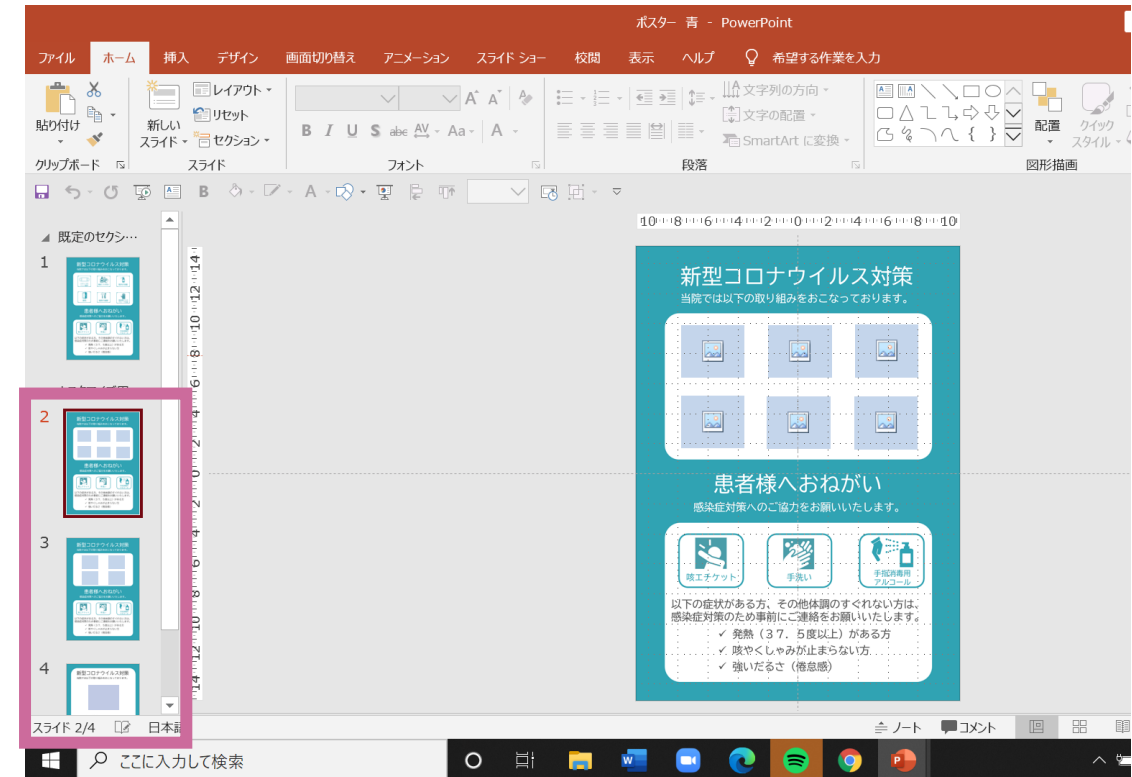 ポスター 青 - PowerPoint
ファイル ホーム 挿入 デザイン 画面切り替え アニメーション スライド ショー 校閲 表示 ヘルプ 希望する作業を入力
貼り付け
新しい
スライド
レイアウト
リセット
セクション
B I U S abc AV Aa A
文字列の方向
文字の配置
SmartArt に変換
配置
クイック
スタイル
クリップボード スライド フォント 段落 図形描画
既定のセクシ…
1
2
3
4
新型コロナウイルス対策
当院では以下の取り組みをおこなっております。
患者様へおねがい
感染症対策へのご協力をお願いいたします。
咳エチケット
手洗い
手指消毒用
アルコール
以下の症状がある方、その他体調のすぐれない方は、
感染症対策のため事前にご連絡をお願いいたします。
✓ 発熱（37．5度以上）がある方
✓ 咳やくしゃみが止まらない方
✓ 強いだるさ（倦怠感）
スライド 2/4 日本語 ノート コメント
ここに入力して検索